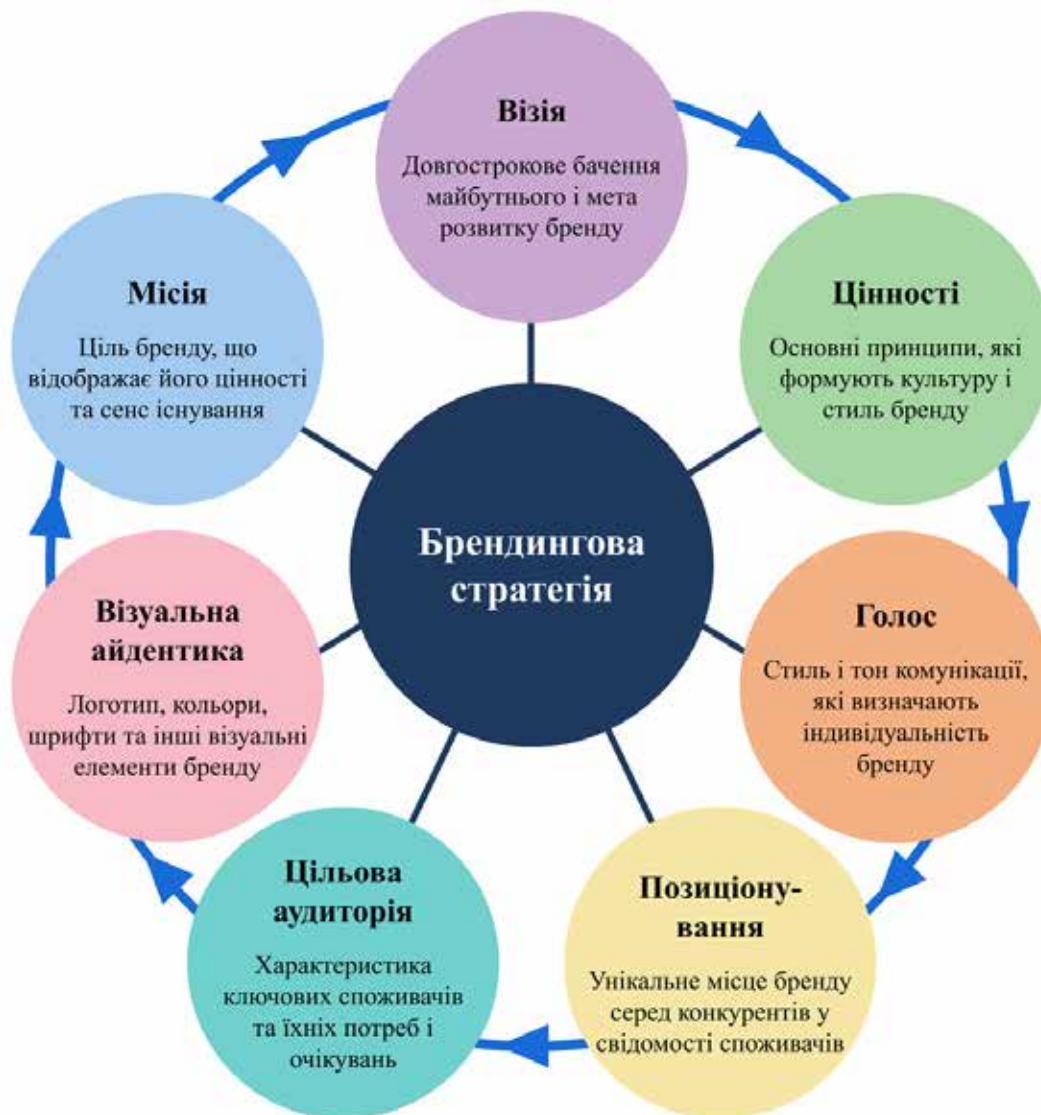 Візія
Довгострокове бачення
майбутнього і мета
розвитку бренду
Цінності
Основні принципи, які
формують культуру і
стиль бренду
Голос
Стиль і тон комунікації,
які визначають
індивідуальність
бренду
Позиціону-
вання
Унікальне місце бренду
серед конкурентів у
свідомості споживачів
Цільова
аудиторія
Характеристика
ключових споживачів
та їхніх потреб і
очікувань
Візуальна
айдентика
Логотип, кольори,
шрифти та інші візуальні
елементи бренду
Місія
Ціль бренду, що
відображає його цінності
та сенс існування
Брендингова
стратегія